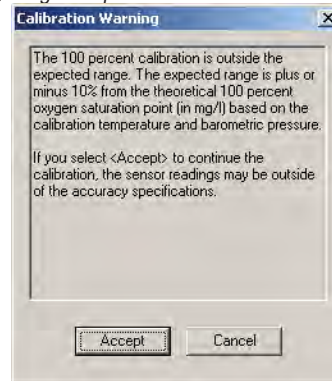 Calibration Warning
The 100 percent calibration is outside the
expected range. The expected range is plus or
minus 10% from the theoretical 100 percent
oxygen saturation point (in mg/l) based on the
calibration temperature and barometric pressure.
If you select <Accept> to continue the
calibration, the sensor readings may be outside
of the accuracy specifications.
Accept
Cancel